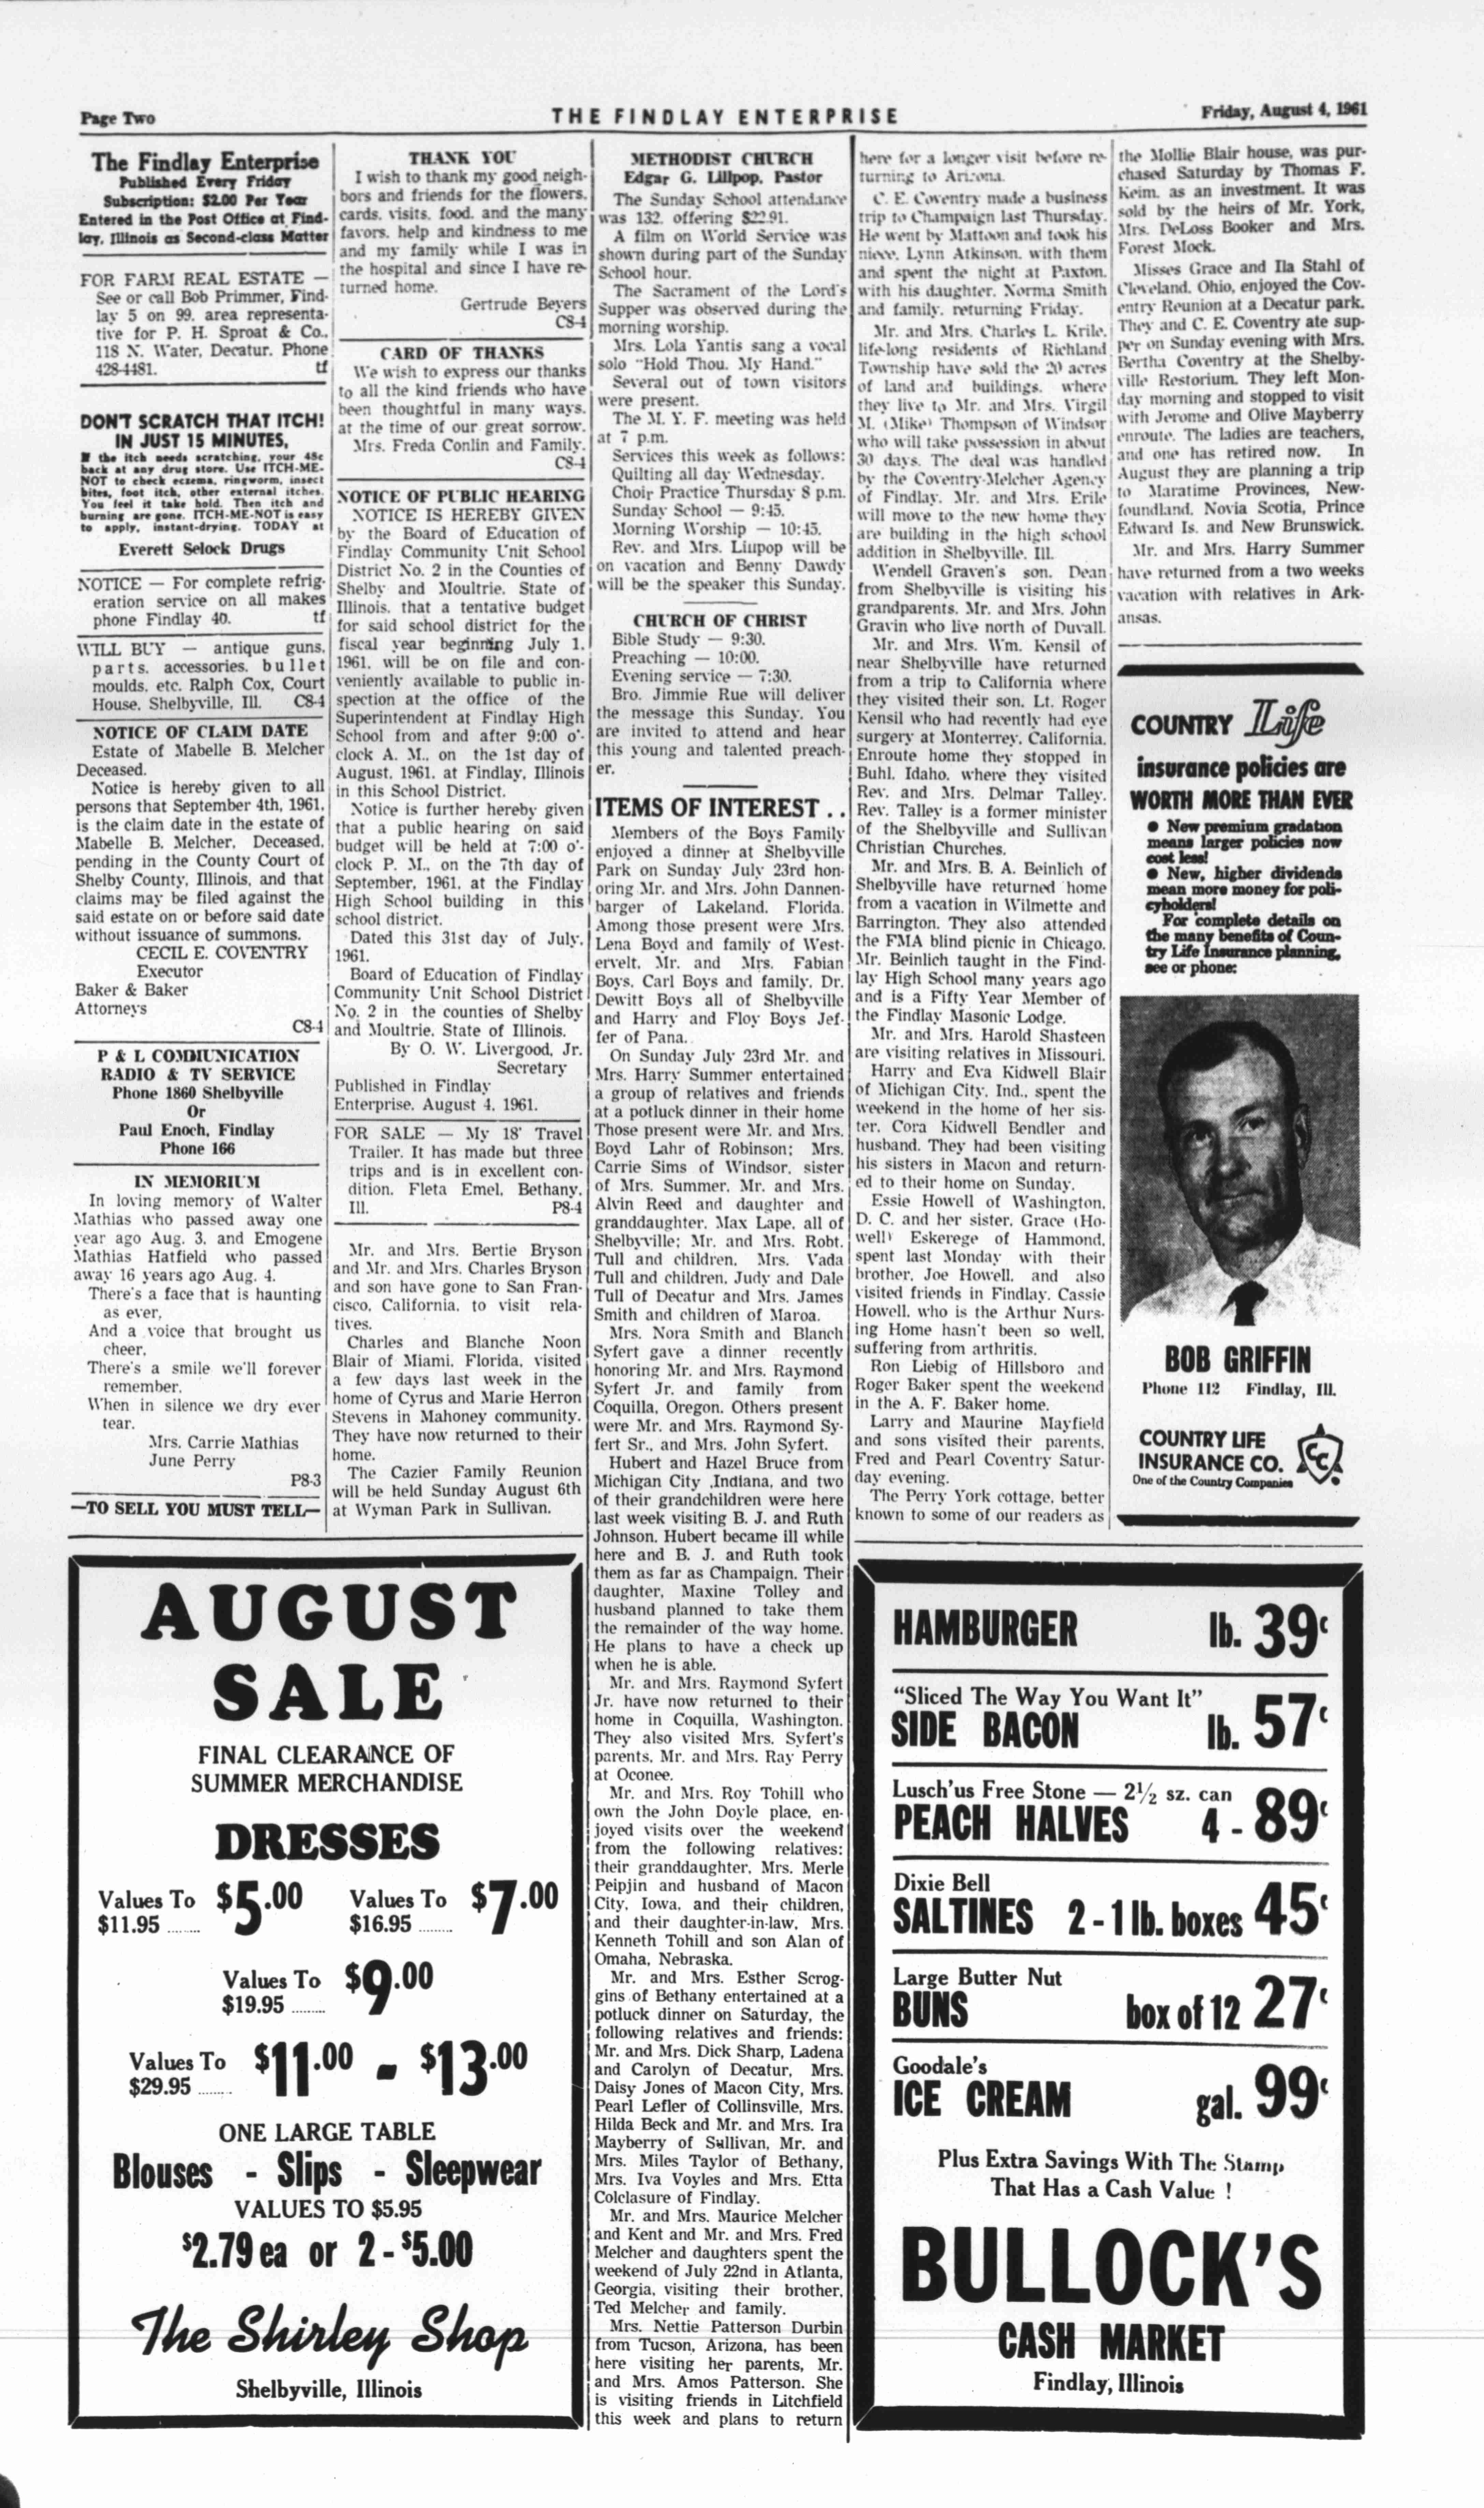 Page Two
THE FINDLAY ENTERPRISE
Friday, August 4, 1961
The Findlay Enterprise
Published Every Friday
Subscription: $2.00 Per Year
Entered in the Post Office at Find-
lay, Illinois as Second-class Matter
FOR FARM REAL ESTATE —
See or call Bob Primmer, Find-
lay 5 on 99, area representa-
tive for P. H. Sproat & Co.,
118 N. Water, Decatur. Phone
428-4481. tf
DON'T SCRATCH THAT ITCH!
IN JUST 15 MINUTES,
If the itch needs scratching, your 48c
back at any drug store. Use ITCH-ME-
NOT to check eczema, ringworm, insect
bites, foot itch, other external itches.
You feel it take hold. Then itch and
burning are gone. ITCH-ME-NOT is easy
to apply, instant-drying. TODAY at
Everett Selock Drugs
NOTICE — For complete refrig-
eration service on all makes
phone Findlay 40. tf
WILL BUY — antique guns,
parts, accessories, bullet
moulds, etc. Ralph Cox, Court
House, Shelbyville, Ill. C8-4
NOTICE OF CLAIM DATE
Estate of Mabelle B. Melcher
Deceased.
Notice is hereby given to all
persons that September 4th, 1961,
is the claim date in the estate of
Mabelle B. Melcher, Deceased,
pending in the County Court of
Shelby County, Illinois, and that
claims may be filed against the
said estate on or before said date
without issuance of summons.
CECIL E. COVENTRY
Executor
Baker & Baker
Attorneys
C8-4
P & L COMMUNICATION
RADIO & TV SERVICE
Phone 1860 Shelbyville
Or
Paul Enoch, Findlay
Phone 166
IN MEMORIUM
In loving memory of Walter
Mathias who passed away one
year ago Aug. 3, and Emogene
Mathias Hatfield who passed
away 16 years ago Aug. 4.
There's a face that is haunting
as ever,
And a voice that brought us
cheer,
There's a smile we'll forever
remember,
When in silence we dry ever
tear.
Mrs. Carrie Mathias
June Perry
P8-3
—TO SELL YOU MUST TELL—
THANK YOU
I wish to thank my good neigh-
bors and friends for the flowers,
cards, visits, food, and the many
favors, help and kindness to me
and my family while I was in
the hospital and since I have re-
turned home.
Gertrude Beyers
C8-4
CARD OF THANKS
We wish to express our thanks
to all the kind friends who have
been thoughtful in many ways,
at the time of our great sorrow.
Mrs. Freda Conlin and Family.
C8-4
NOTICE OF PUBLIC HEARING
NOTICE IS HEREBY GIVEN
by the Board of Education of
Findlay Community Unit School
District No. 2 in the Counties of
Shelby and Moultrie, State of
Illinois, that a tentative budget
for said school district for the
fiscal year beginning July 1,
1961, will be on file and con-
veniently available to public in-
spection at the office of the
Superintendent at Findlay High
School from and after 9:00 o'-
clock A. M., on the 1st day of
August, 1961, at Findlay, Illinois
in this School District.
Notice is further hereby given
that a public hearing on said
budget will be held at 7:00 o'-
clock P. M., on the 7th day of
September, 1961, at the Findlay
High School building in this
school district.
Dated this 31st day of July,
1961.
Board of Education of Findlay
Community Unit School District
No. 2 in the counties of Shelby
and Moultrie, State of Illinois.
By O. W. Livergood, Jr.
Secretary
Published in Findlay
Enterprise, August 4, 1961.
FOR SALE — My 18' Travel
Trailer. It has made but three
trips and is in excellent con-
dition. Fleta Emel, Bethany,
Ill. P8-4
Mr. and Mrs. Bertie Bryson
and Mr. and Mrs. Charles Bryson
and son have gone to San Fran-
cisco, California, to visit rela-
tives.
Charles and Blanche Noon
Blair of Miami, Florida, visited
a few days last week in the
home of Cyrus and Marie Herron
Stevens in Mahoney community.
They have now returned to their
home.
The Cazier Family Reunion
will be held Sunday August 6th
at Wyman Park in Sullivan.
METHODIST CHURCH
Edgar G. Lillpop, Pastor
The Sunday School attendance
was 132, offering $22.91.
A film on World Service was
shown during part of the Sunday
School hour.
The Sacrament of the Lord's
Supper was observed during the
morning worship.
Mrs. Lola Yantis sang a vocal
solo "Hold Thou, My Hand."
Several out of town visitors
were present.
The M. Y. F. meeting was held
at 7 p.m.
Services this week as follows:
Quilting all day Wednesday.
Choir Practice Thursday 8 p.m.
Sunday School — 9:45.
Morning Worship — 10:45.
Rev. and Mrs. Liupop will be
on vacation and Benny Dawdy
will be the speaker this Sunday.
CHURCH OF CHRIST
Bible Study — 9:30.
Preaching — 10:00.
Evening service — 7:30.
Bro. Jimmie Rue will deliver
the message this Sunday. You
are invited to attend and hear
this young and talented preach-
er.
ITEMS OF INTEREST . .
Members of the Boys Family
enjoyed a dinner at Shelbyville
Park on Sunday July 23rd hon-
oring Mr. and Mrs. John Dannen-
barger of Lakeland, Florida.
Among those present were Mrs.
Lena Boyd and family of West-
ervelt, Mr. and Mrs. Fabian
Boys, Carl Boys and family, Dr.
Dewitt Boys all of Shelbyville
and Harry and Floy Boys Jef-
fer of Pana.
On Sunday July 23rd Mr. and
Mrs. Harry Summer entertained
a group of relatives and friends
at a potluck dinner in their home
Those present were Mr. and Mrs.
Boyd Lahr of Robinson; Mrs.
Carrie Sims of Windsor, sister
of Mrs. Summer, Mr. and Mrs.
Alvin Reed and daughter and
granddaughter, Max Lape, all of
Shelbyville; Mr. and Mrs. Robt.
Tull and children, Mrs. Vada
Tull and children, Judy and Dale
Tull of Decatur and Mrs. James
Smith and children of Maroa.
Mrs. Nora Smith and Blanch
Syfert gave a dinner recently
honoring Mr. and Mrs. Raymond
Syfert Jr. and family from
Coquilla, Oregon. Others present
were Mr. and Mrs. Raymond Sy-
fert Sr., and Mrs. John Syfert.
Hubert and Hazel Bruce from
Michigan City ,Indiana, and two
of their grandchildren were here
last week visiting B. J. and Ruth
Johnson. Hubert became ill while
here and B. J. and Ruth took
them as far as Champaign. Their
daughter, Maxine Tolley and
husband planned to take them
the remainder of the way home.
He plans to have a check up
when he is able.
Mr. and Mrs. Raymond Syfert
Jr. have now returned to their
home in Coquilla, Washington.
They also visited Mrs. Syfert's
parents, Mr. and Mrs. Ray Perry
at Oconee.
Mr. and Mrs. Roy Tohill who
own the John Doyle place, en-
joyed visits over the weekend
from the following relatives:
their granddaughter, Mrs. Merle
Peipjin and husband of Macon
City, Iowa, and their children,
and their daughter-in-law, Mrs.
Kenneth Tohill and son Alan of
Omaha, Nebraska.
Mr. and Mrs. Esther Scrog-
gins of Bethany entertained at a
potluck dinner on Saturday, the
following relatives and friends:
Mr. and Mrs. Dick Sharp, Ladena
and Carolyn of Decatur, Mrs.
Daisy Jones of Macon City, Mrs.
Pearl Lefler of Collinsville, Mrs.
Hilda Beck and Mr. and Mrs. Ira
Mayberry of Sullivan, Mr. and
Mrs. Miles Taylor of Bethany,
Mrs. Iva Voyles and Mrs. Etta
Colclasure of Findlay.
Mr. and Mrs. Maurice Melcher
and Kent and Mr. and Mrs. Fred
Melcher and daughters spent the
weekend of July 22nd in Atlanta,
Georgia, visiting their brother,
Ted Melcher and family.
Mrs. Nettie Patterson Durbin
from Tucson, Arizona, has been
here visiting her parents, Mr.
and Mrs. Amos Patterson. She
is visiting friends in Litchfield
this week and plans to return
here for a longer visit before re-
turning to Arizona.
C. E. Coventry made a business
trip to Champaign last Thursday.
He went by Mattoon and took his
niece, Lynn Atkinson, with them
and spent the night at Paxton,
with his daughter, Norma Smith
and family, returning Friday.
Mr. and Mrs. Charles L. Krile,
life-long residents of Richland
Township have sold the 20 acres
of land and buildings, where
they live to Mr. and Mrs. Virgil
M. (Mike) Thompson of Windsor
who will take possession in about
30 days. The deal was handled
by the Coventry-Melcher Agency
of Findlay. Mr. and Mrs. Erile
will move to the new home they
are building in the high school
addition in Shelbyville, Ill.
Wendell Graven's son, Dean
from Shelbyville is visiting his
grandparents, Mr. and Mrs. John
Gravin who live north of Duvall.
Mr. and Mrs. Wm. Kensil of
near Shelbyville have returned
from a trip to California where
they visited their son, Lt. Roger
Kensil who had recently had eye
surgery at Monterrey, California.
Enroute home they stopped in
Buhl, Idaho, where they visited
Rev. and Mrs. Delmar Talley.
Rev. Talley is a former minister
of the Shelbyville and Sullivan
Christian Churches.
Mr. and Mrs. B. A. Beinlich of
Shelbyville have returned home
from a vacation in Wilmette and
Barrington. They also attended
the FMA blind picnic in Chicago.
Mr. Beinlich taught in the Find-
lay High School many years ago
and is a Fifty Year Member of
the Findlay Masonic Lodge.
Mr. and Mrs. Harold Shasteen
are visiting relatives in Missouri.
Harry and Eva Kidwell Blair
of Michigan City, Ind., spent the
weekend in the home of her sis-
ter, Cora Kidwell Bendler and
husband. They had been visiting
his sisters in Macon and return-
ed to their home on Sunday.
Essie Howell of Washington,
D. C. and her sister, Grace (Ho-
well) Eskerege of Hammond,
spent last Monday with their
brother, Joe Howell, and also
visited friends in Findlay. Cassie
Howell, who is the Arthur Nurs-
ing Home hasn't been so well,
suffering from arthritis.
Ron Liebig of Hillsboro and
Roger Baker spent the weekend
in the A. F. Baker home.
Larry and Maurine Mayfield
and sons visited their parents,
Fred and Pearl Coventry Satur-
day evening.
The Perry York cottage, better
known to some of our readers as
the Mollie Blair house, was pur-
chased Saturday by Thomas F.
Keim, as an investment. It was
sold by the heirs of Mr. York,
Mrs. DeLoss Booker and Mrs.
Forest Mock.
Misses Grace and Ila Stahl of
Cleveland, Ohio, enjoyed the Cov-
entry Reunion at a Decatur park.
They and C. E. Coventry ate sup-
per on Sunday evening with Mrs.
Bertha Coventry at the Shelby-
ville Restorium. They left Mon-
day morning and stopped to visit
with Jerome and Olive Mayberry
enroute. The ladies are teachers,
and one has retired now. In
August they are planning a trip
to Maratime Provinces, New-
foundland, Novia Scotia, Prince
Edward Is. and New Brunswick.
Mr. and Mrs. Harry Summer
have returned from a two weeks
vacation with relatives in Ark-
ansas.
COUNTRY Life
insurance policies are
WORTH MORE THAN EVER
● New premium gradation
means larger policies now
cost less!
● New, higher dividends
mean more money for poli-
cyholders!
For complete details on
the many benefits of Coun-
try Life Insurance planning,
see or phone:
BOB GRIFFIN
Phone 112 Findlay, Ill.
COUNTRY LIFE
INSURANCE CO.
One of the Country Companies
CC
AUGUST
SALE
FINAL CLEARANCE OF
SUMMER MERCHANDISE
DRESSES
Values To $11.95 ........ $5.00
Values To $16.95 ........ $7.00
Values To $19.95 ........ $9.00
Values To $29.95 ........ $11.00 - $13.00
ONE LARGE TABLE
Blouses - Slips - Sleepwear
VALUES TO $5.95
$2.79 ea or 2 - $5.00
The Shirley Shop
Shelbyville, Illinois
HAMBURGER lb. 39c
"Sliced The Way You Want It"
SIDE BACON lb. 57c
Lusch'us Free Stone — 2½ sz. can
PEACH HALVES 4 - 89c
Dixie Bell
SALTINES 2 - 1 lb. boxes 45c
Large Butter Nut
BUNS box of 12 27c
Goodale's
ICE CREAM gal. 99c
Plus Extra Savings With The Stamp
That Has a Cash Value !
BULLOCK'S
CASH MARKET
Findlay, Illinois